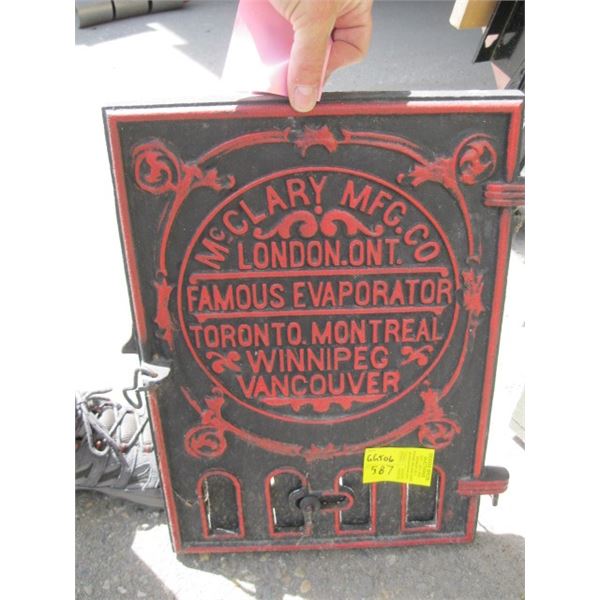 McCLARY MFG. CO
LONDON. ONT.
FAMOUS EVAPORATOR
TORONTO. MONTREAL
WINNIPEG
VANCOUVER
66506
587